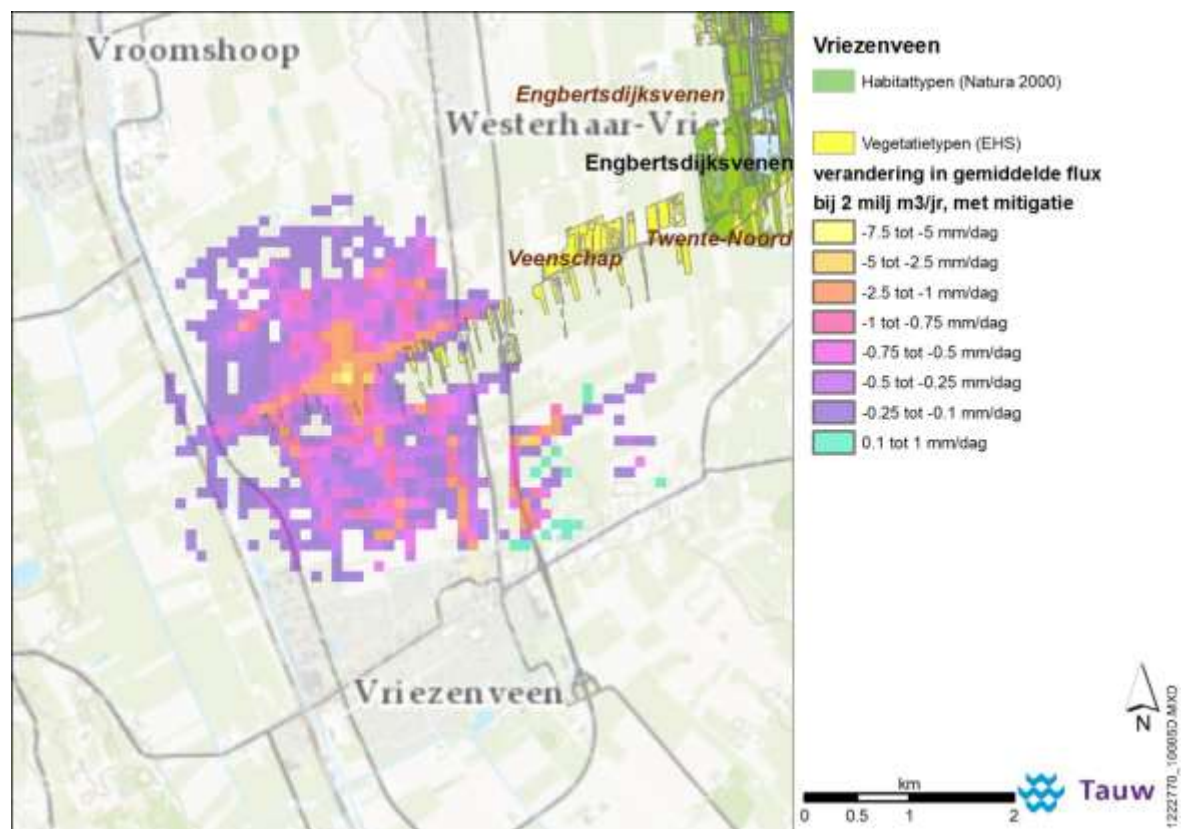 Vroomshoop
Engbertsdijksvenen
Westerhaar-Vriezen
Engbertsdijksvenen
Twente-Noord
Veenschap
Vriezenveen
Vriezenveen
Habitattypen (Natura 2000)
Vegetatietypen (EHS)
verandering in gemiddelde flux
bij 2 milj m3/jr, met mitigatie
-7.5 tot -5 mm/dag
-5 tot -2.5 mm/dag
-2.5 tot -1 mm/dag
-1 tot -0.75 mm/dag
-0.75 tot -0.5 mm/dag
-0.5 tot -0.25 mm/dag
-0.25 tot -0.1 mm/dag
0.1 tot 1 mm/dag
N
km
0 0.5 1 2
Tauw